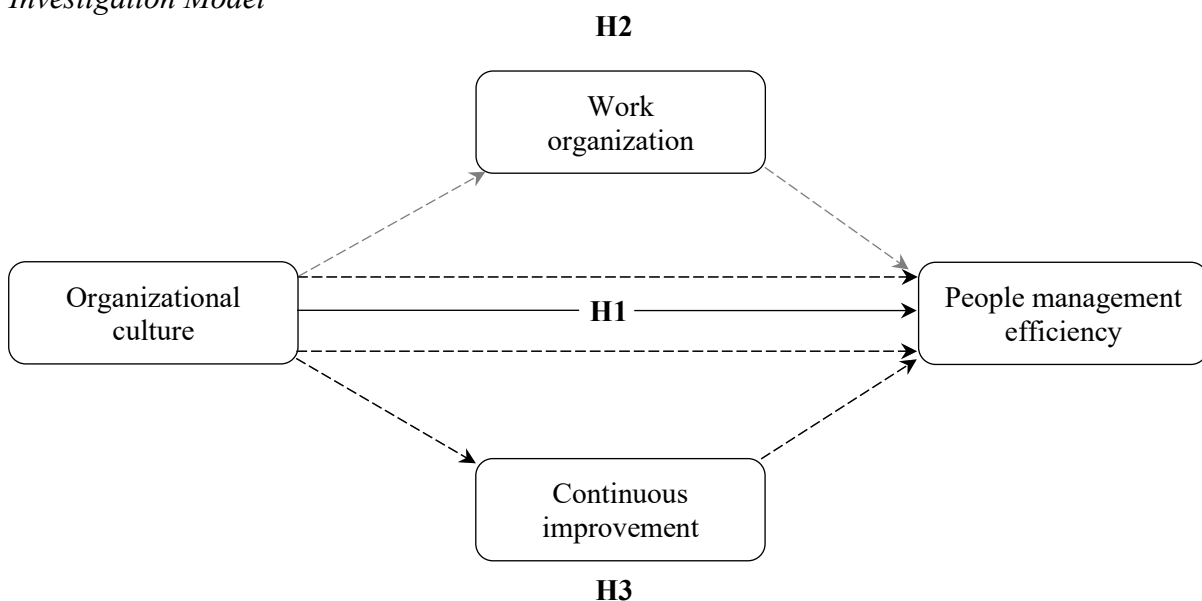 Investigation Model
H2
Work
organization
Organizational
culture
H1
People management
efficiency
Continuous
improvement
H3